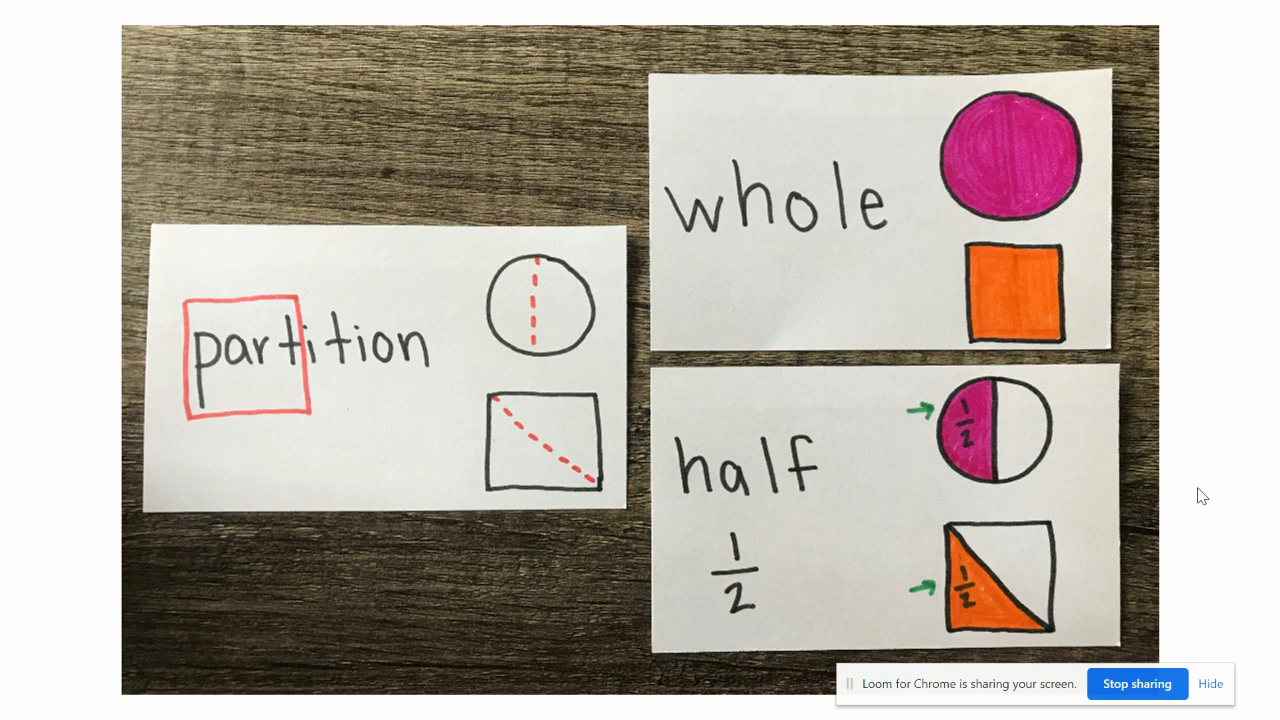 partition
whole
half
1/2
1/2
1/2
Loom for Chrome is sharing your screen.
Stop sharing
Hide